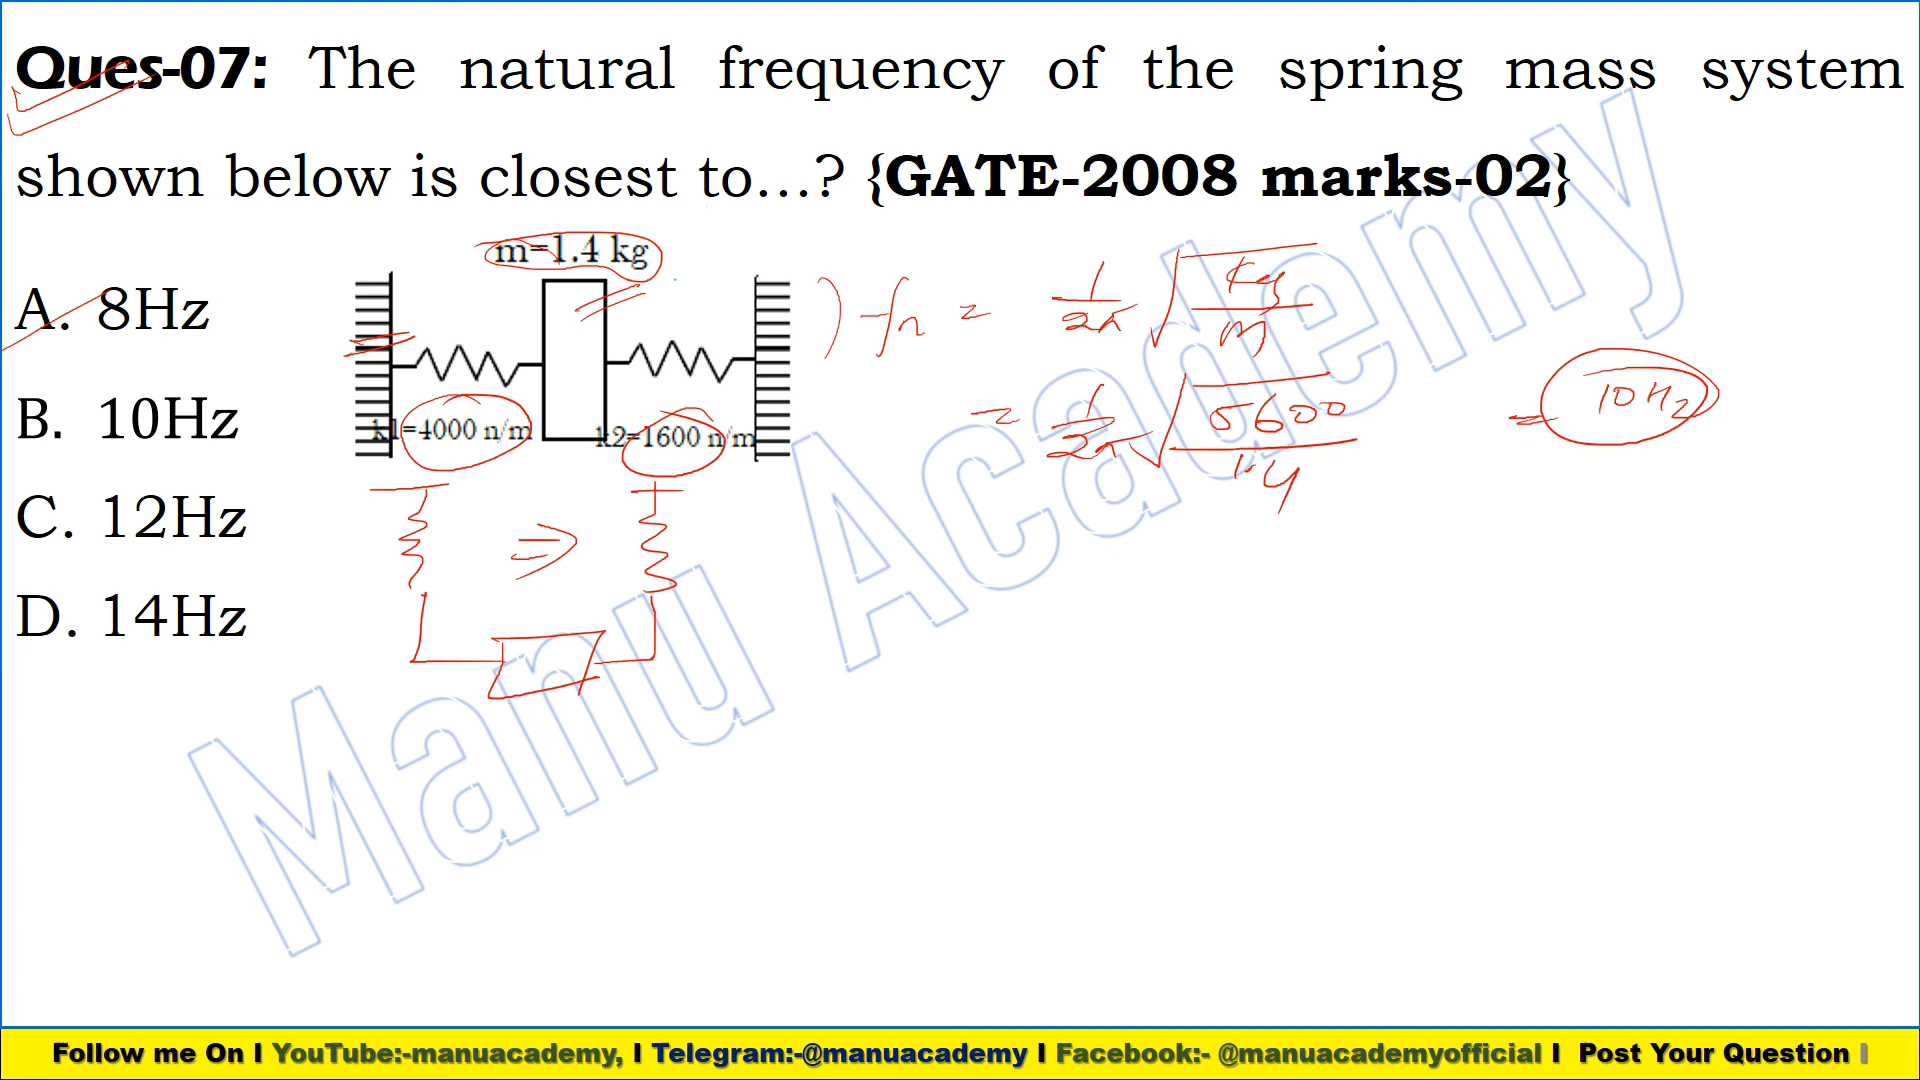 Ques-07: The natural frequency of the spring mass system
shown below is closest to...? {GATE-2008 marks-02}
m=1.4 kg
A. 8Hz
B. 10Hz
C. 12Hz
D. 14Hz
k1=4000 n/m
k2=1600 n/m
fn = 1/2π √
= 1/2π √5600/1.4 = 10Hz
Manu Academy
Follow me On I YouTube:-manuacademy, I Telegram:-@manuacademy I Facebook:- @manuacademyofficial I Post Your Question I